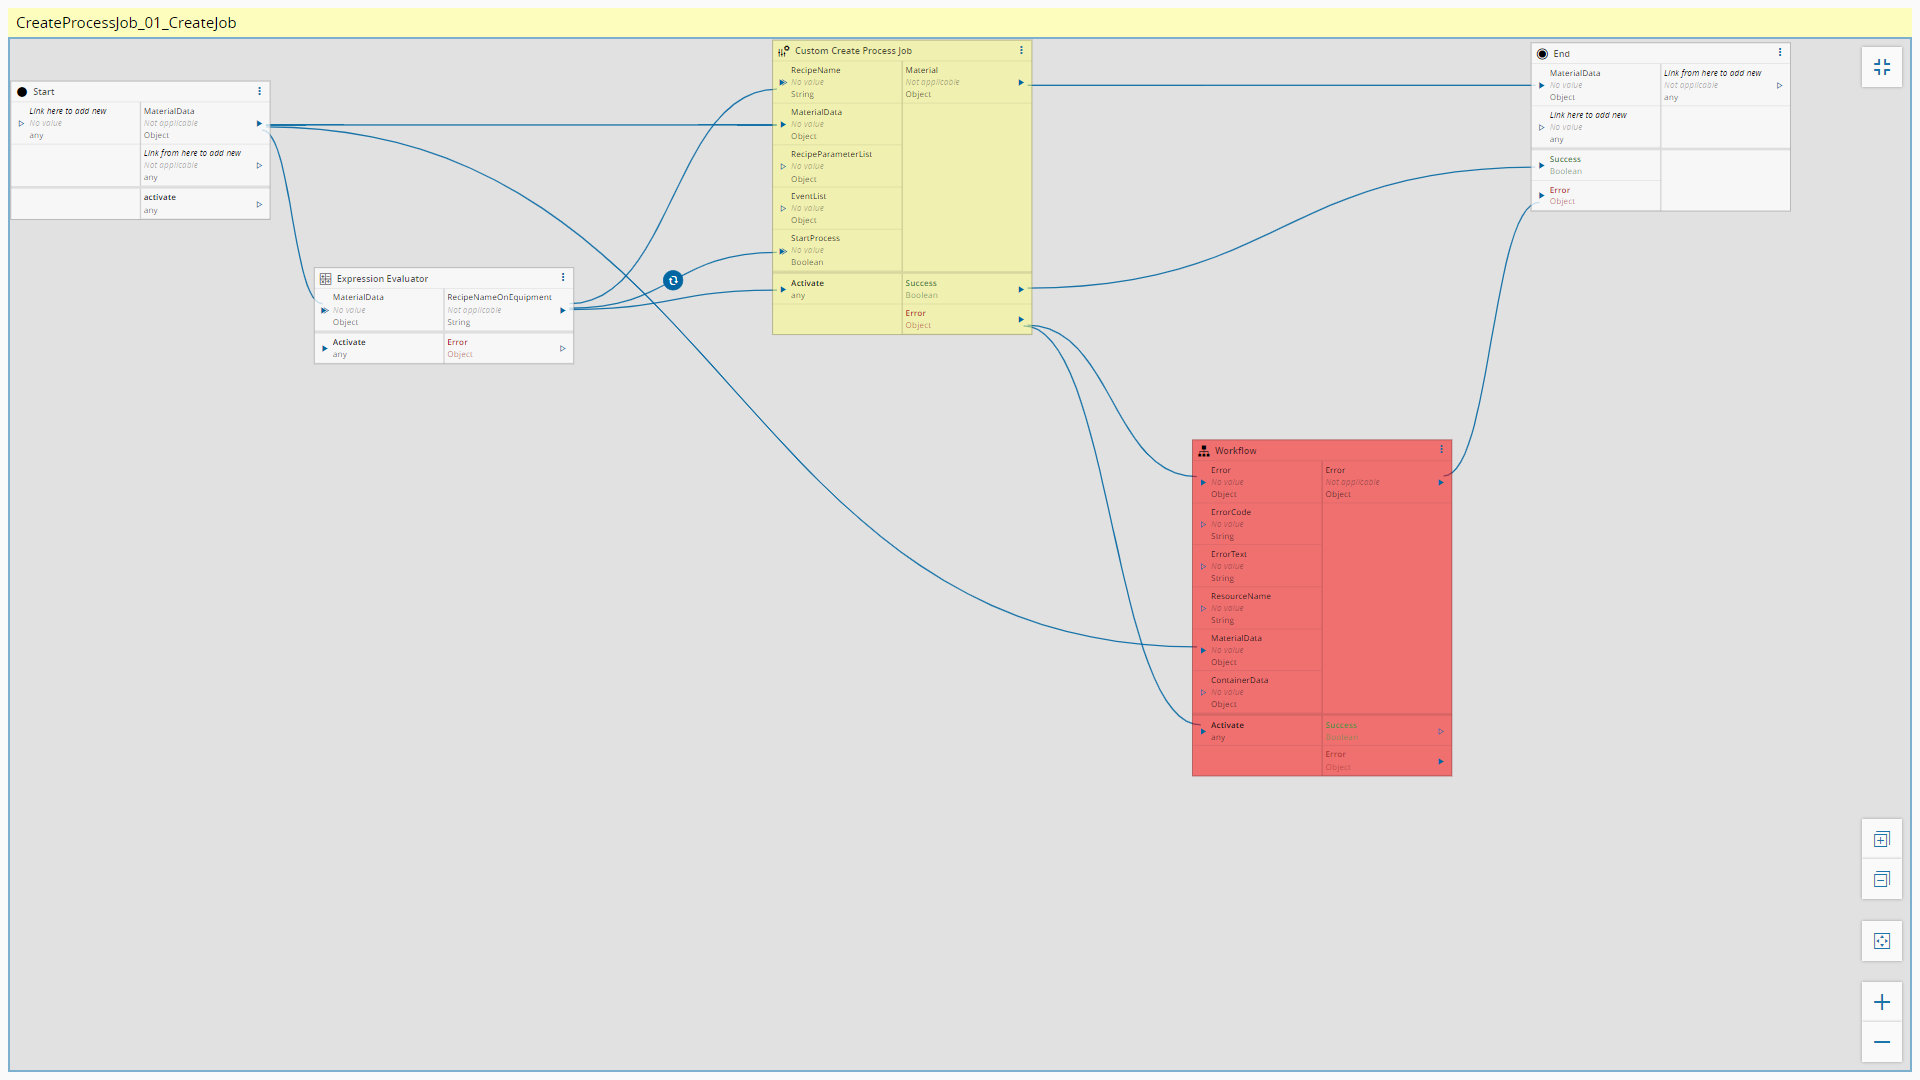 CreateProcessJob_01_CreateJob
Start
Link here to add new
No value
any
MaterialData
Not applicable
Object
Link from here to add new
Not applicable
any
activate
any
Expression Evaluator
MaterialData
No value
Object
RecipeNameOnEquipment
Not applicable
String
Activate
any
Error
Object
Custom Create Process Job
RecipeName
No value
String
Material
Not applicable
Object
MaterialData
No value
Object
RecipeParameterList
No value
Object
EventList
No value
Object
StartProcess
No value
Boolean
Activate
any
Success
Boolean
Error
Object
Workflow
Error
No value
Object
Error
Not applicable
Object
ErrorCode
No value
String
ErrorText
No value
String
ResourceName
No value
String
MaterialData
No value
Object
ContainerData
No value
Object
Activate
any
Success
Boolean
Error
Object
End
MaterialData
No value
Object
Link from here to add new
Not applicable
any
Link here to add new
No value
any
Success
Boolean
Error
Object